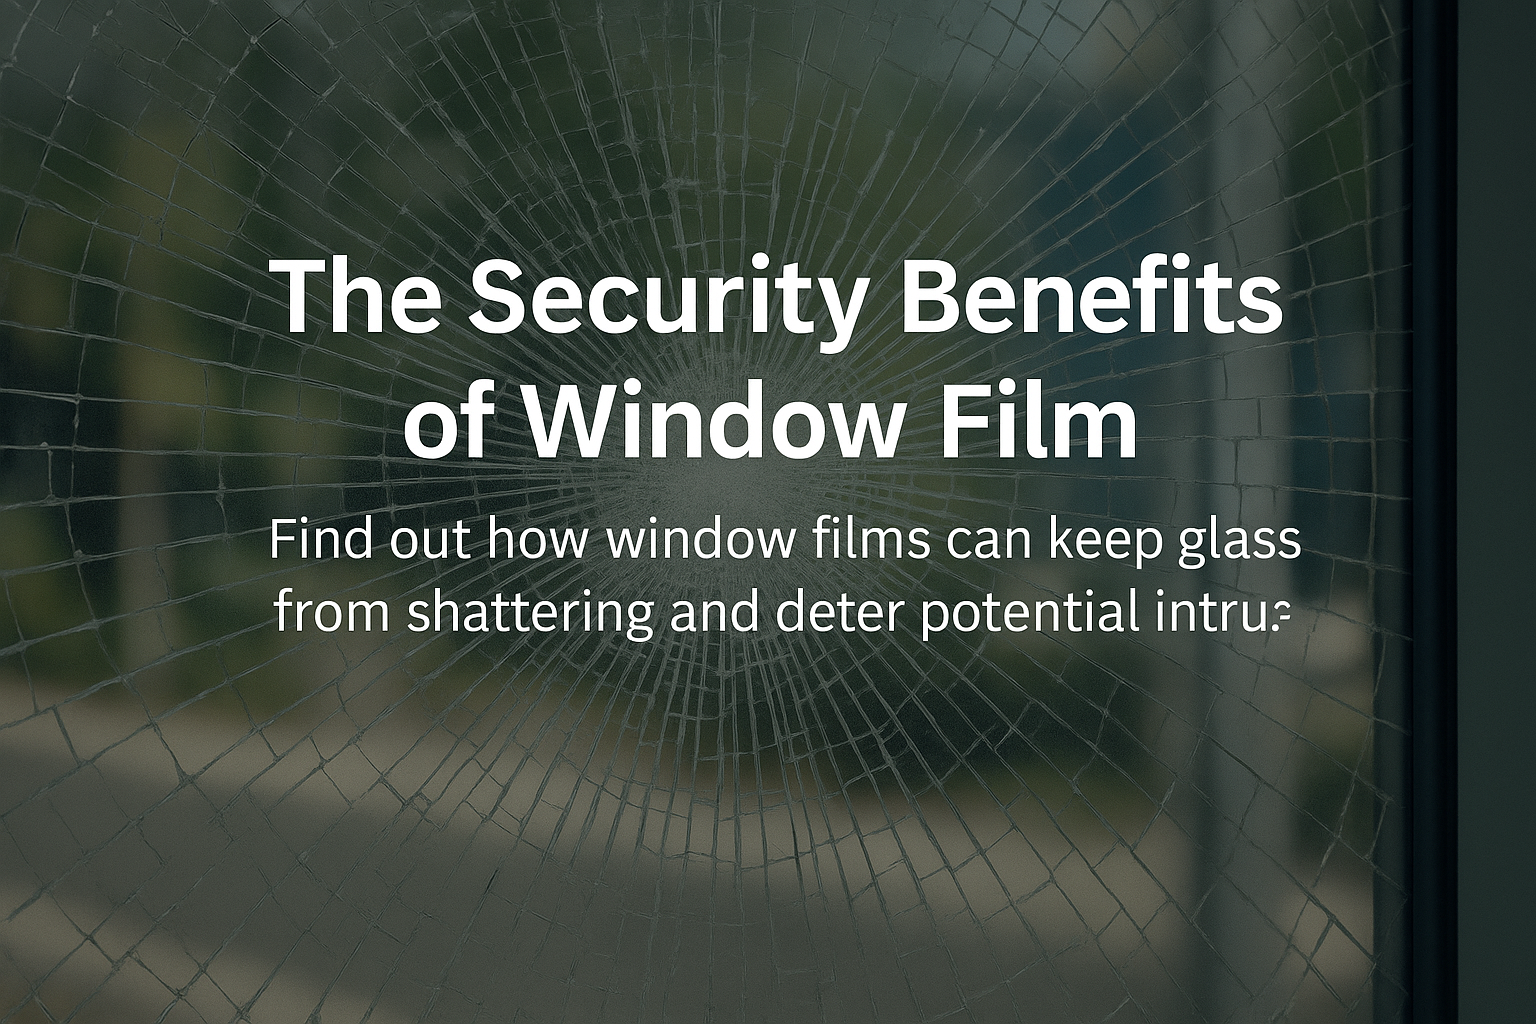 The Security Benefits
of Window Film
Find out how window films can keep glass
from shattering and deter potential